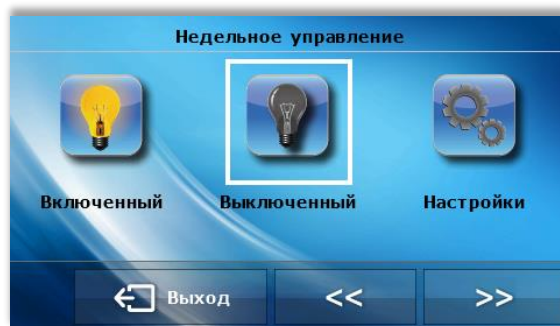 Недельное управление
Включенный Выключенный Настройки
Выход << >>